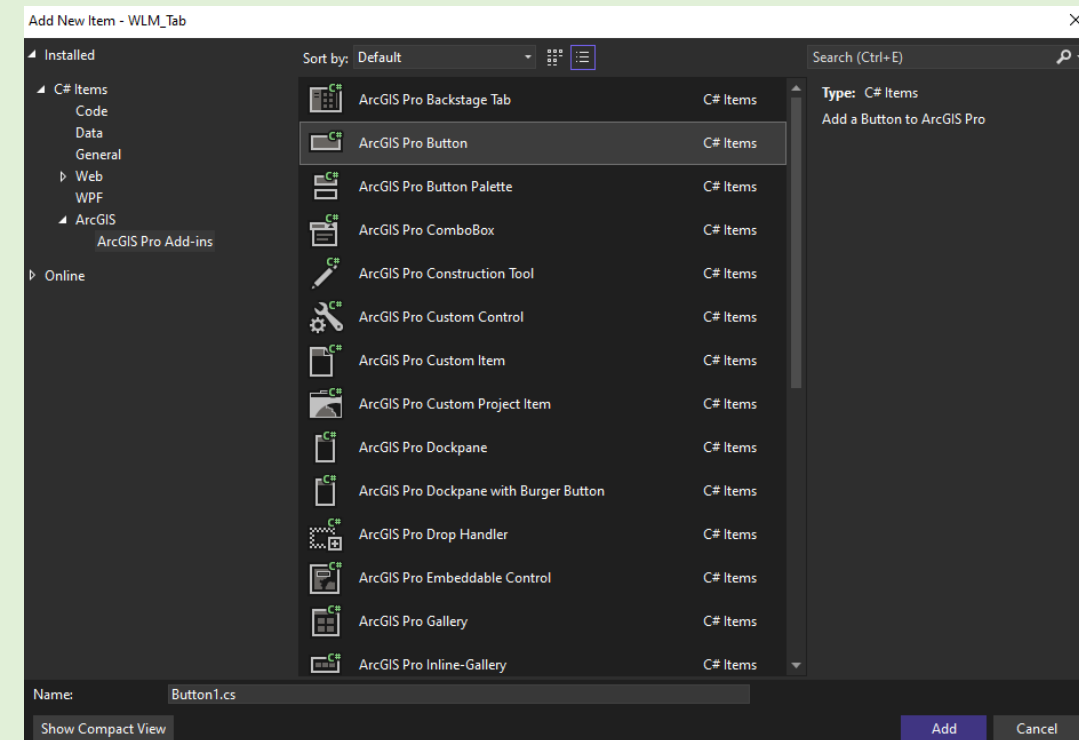 Add New Item - WLM_Tab
Installed
C# Items
Code
Data
General
Web
WPF
ArcGIS
ArcGIS Pro Add-ins
Online
Sort by: Default
C# ArcGIS Pro Backstage Tab C# Items
C# ArcGIS Pro Button C# Items
C# ArcGIS Pro Button Palette C# Items
C# ArcGIS Pro ComboBox C# Items
C# ArcGIS Pro Construction Tool C# Items
C# ArcGIS Pro Custom Control C# Items
C# ArcGIS Pro Custom Item C# Items
C# ArcGIS Pro Custom Project Item C# Items
C# ArcGIS Pro Dockpane C# Items
C# ArcGIS Pro Dockpane with Burger Button C# Items
C# ArcGIS Pro Drop Handler C# Items
C# ArcGIS Pro Embeddable Control C# Items
C# ArcGIS Pro Gallery C# Items
C# ArcGIS Pro Inline-Gallery C# Items
Search (Ctrl+E)
Type: C# Items
Add a Button to ArcGIS Pro
Name: Button1.cs
Show Compact View
Add
Cancel